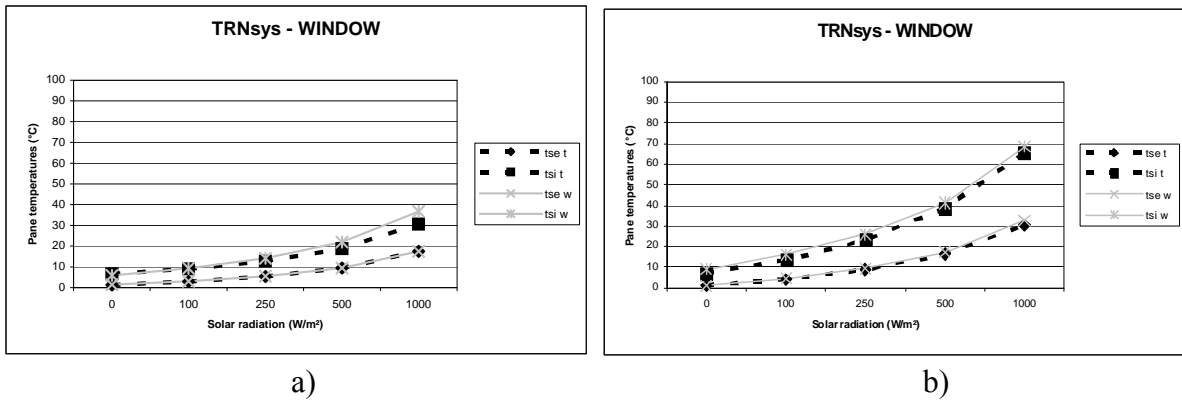 TRNsys - WINDOW
Pane temperatures (°C)
100
90
80
70
60
50
40
30
20
10
0
0 100 250 500 1000
Solar radiation (W/m²)
tse t
tsi t
tse w
tsi w
a)
TRNsys - WINDOW
Pane temperatures (°C)
100
90
80
70
60
50
40
30
20
10
0
0 100 250 500 1000
Solar radiation (W/m²)
tse t
tsi t
tse w
tsi w
b)